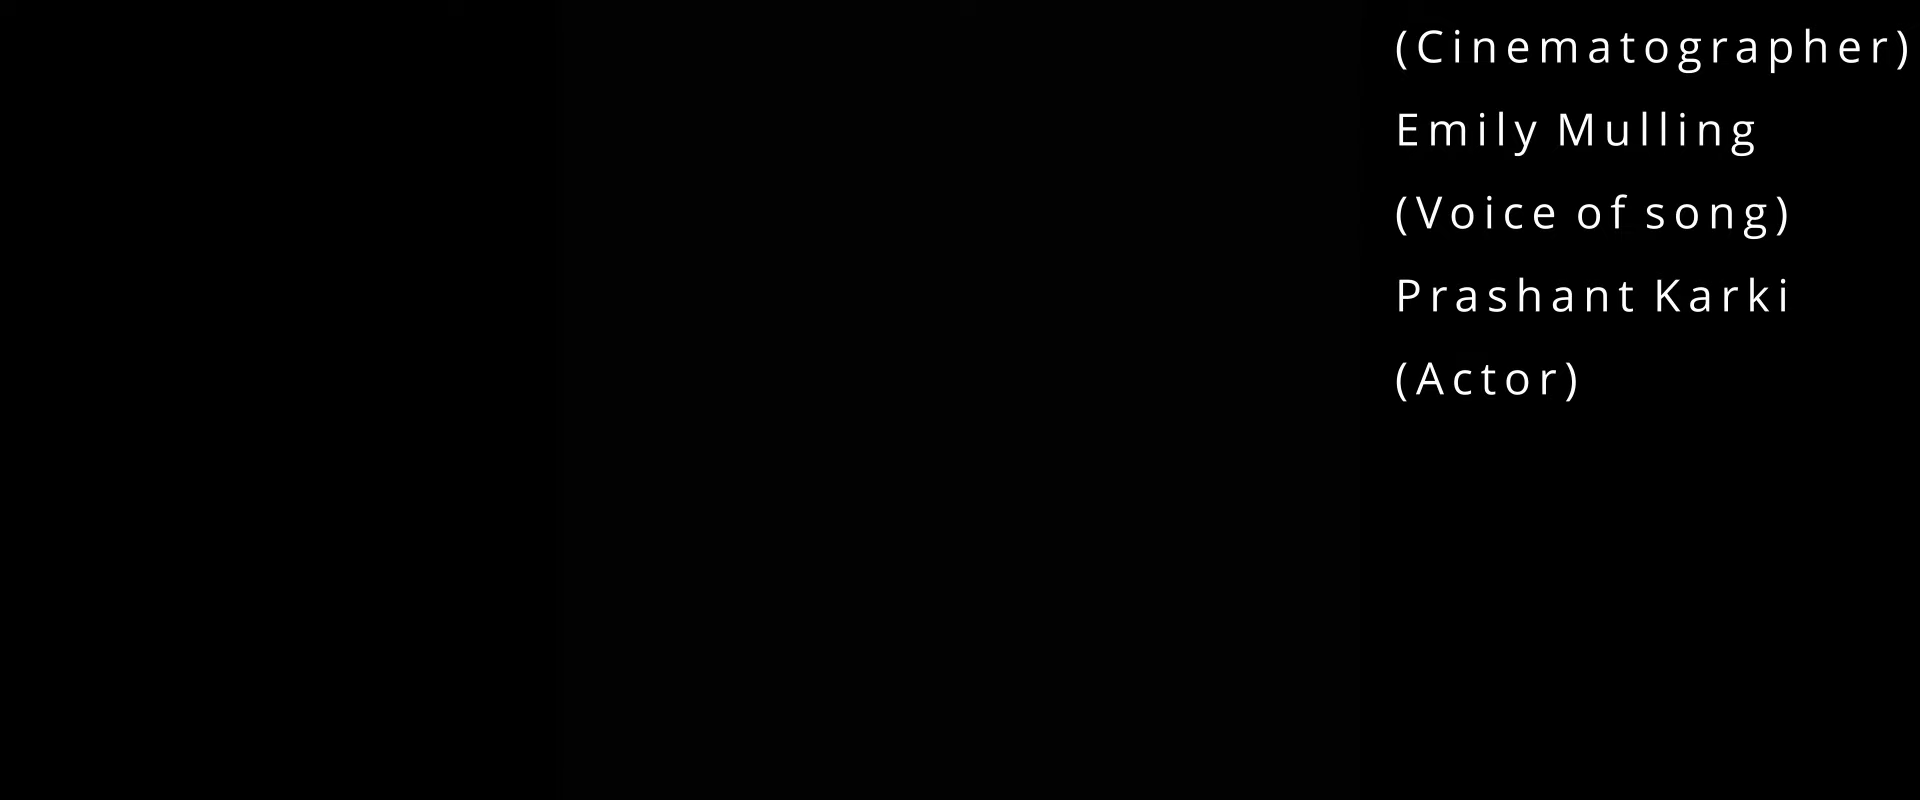 (Cinematographer)
Emily Mulling
(Voice of song)
Prashant Karki
(Actor)